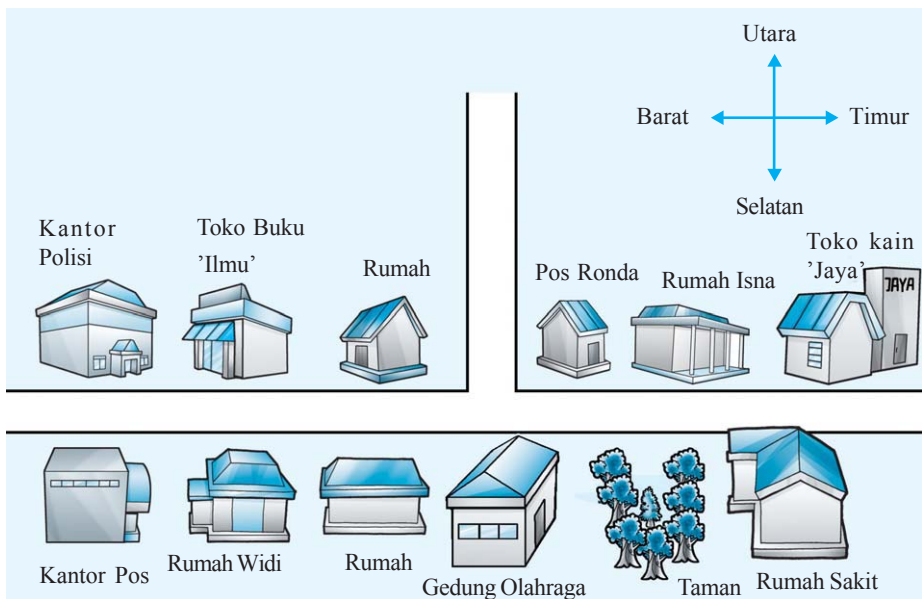 Utara
Barat
Timur
Selatan
Kantor
Polisi
Toko Buku
’Ilmu’
Rumah
Pos Ronda
Rumah Isna
Toko kain
’Jaya’
JAYA
Kantor Pos
Rumah Widi
Rumah
Gedung Olahraga
Taman
Rumah Sakit